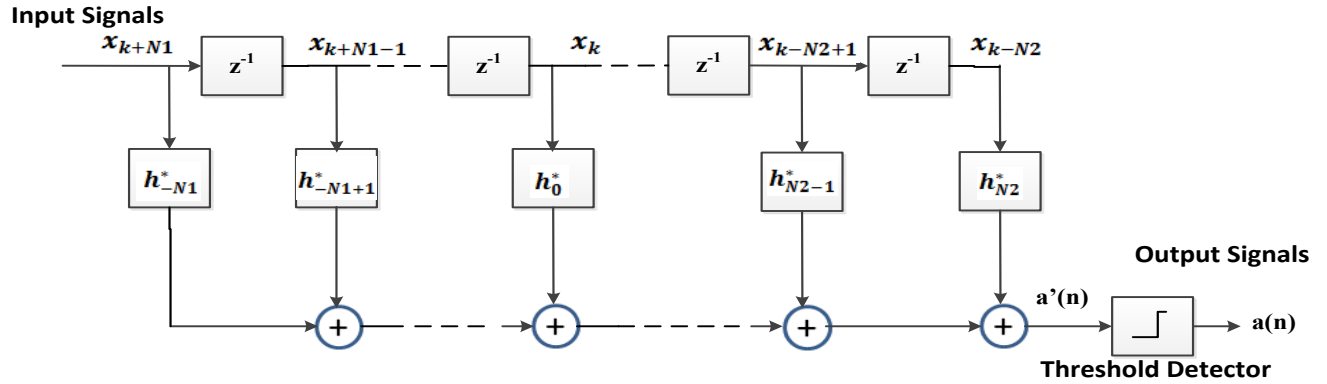 Input Signals
x_{k+N1} x_{k+N1-1} x_k x_{k-N2+1} x_{k-N2}
z^{-1} z^{-1} z^{-1} z^{-1}
h^*_{-N1} h^*_{-N1+1} h^*_0 h^*_{N2-1} h^*_{N2}
Output Signals
+ + + + a'(n) a(n)
Threshold Detector